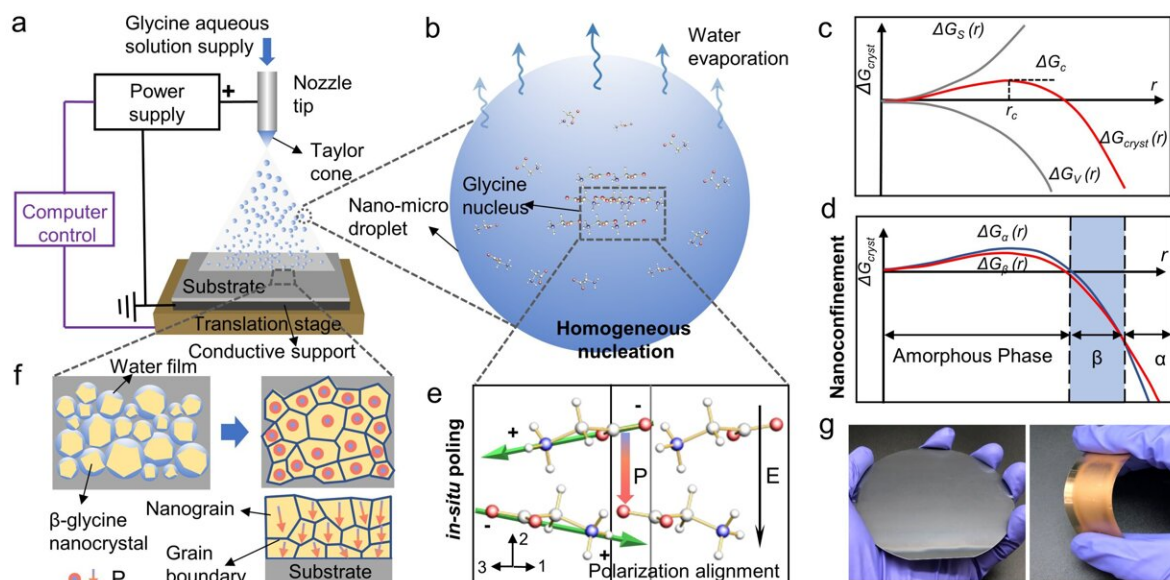 a
Glycine aqueous
solution supply
Power
supply
+
Nozzle
tip
Taylor
cone
Computer
control
Substrate
Translation stage
Conductive support
b
Water
evaporation
Glycine
nucleus
Nano-micro
droplet
Homogeneous
nucleation
c
ΔG_cryst
ΔG_S (r)
ΔG_c
r
r_c
ΔG_cryst (r)
ΔG_V (r)
d
Nanoconfinement
ΔG_cryst
ΔG_α (r)
ΔG_β (r)
r
Amorphous Phase
β
α
e
in-situ poling
+
-
P
E
-
+
2
3
1
Polarization alignment
f
Water film
β-glycine
nanocrystal
Nanograin
Grain
boundary
P
Substrate
g